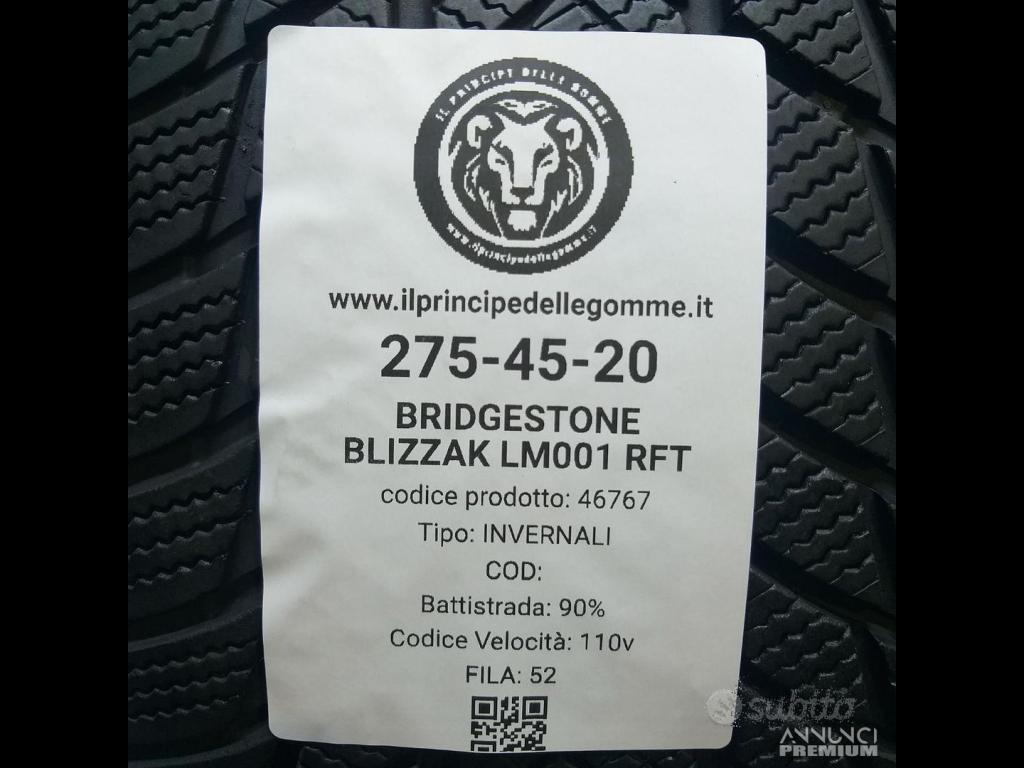 IL PRINCIPE DELLE GOMME
www.ilprincipedellegomme.it
www.ilprincipedellegomme.it
275-45-20
BRIDGESTONE
BLIZZAK LM001 RFT
codice prodotto: 46767
Tipo: INVERNALI
COD:
Battistrada: 90%
Codice Velocità: 110v
FILA: 52
subito
ANNUNCI
PREMIUM